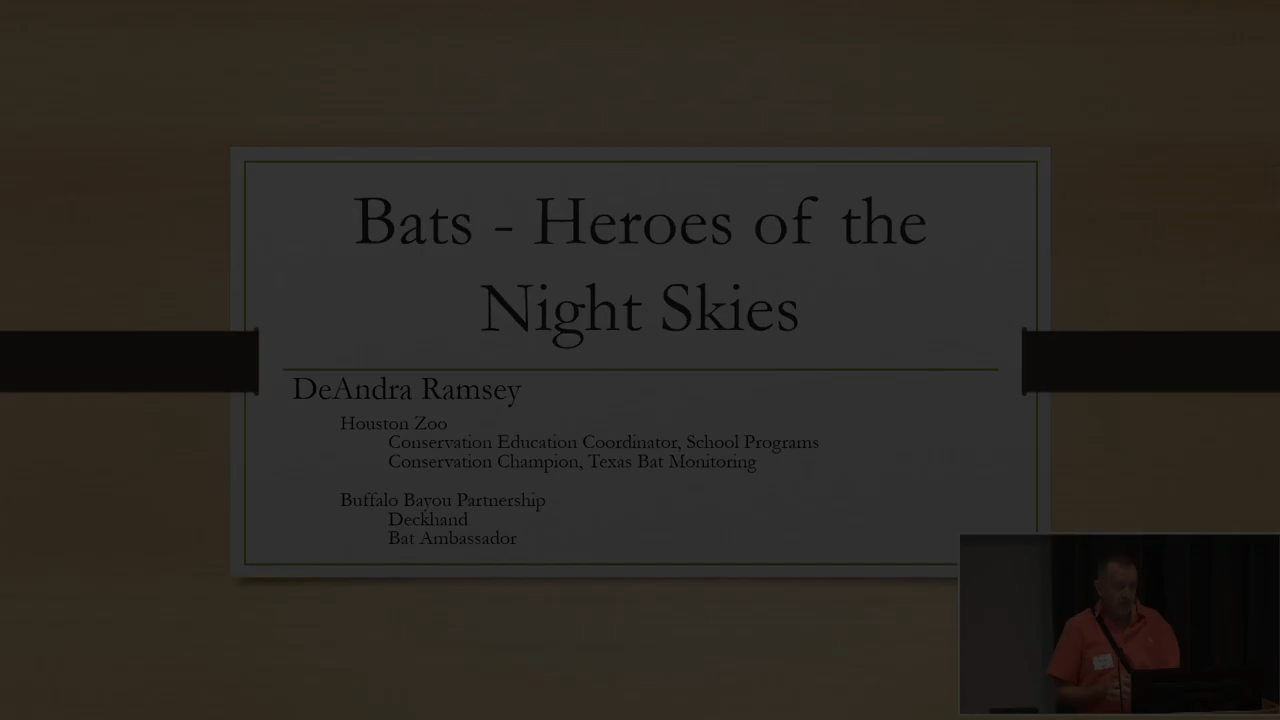 Bats - Heroes of the
Night Skies
DeAndra Ramsey
Houston Zoo
Conservation Education Coordinator, School Programs
Conservation Champion, Texas Bat Monitoring
Buffalo Bayou Partnership
Deckhand
Bat Ambassador